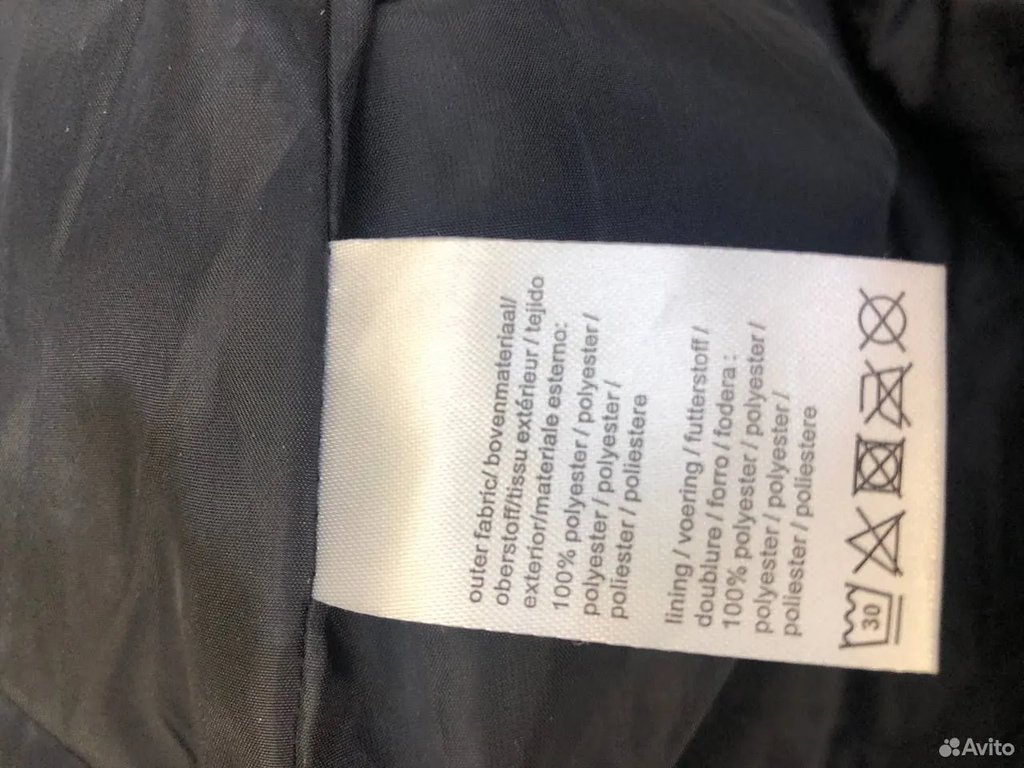 outer fabric/bovenmateriaal/
oberstoff/tissu extérieur/tejido
exterior/materiale esterno:
100% polyester/polyester/
polyester/polyester/
poliester/poliestere
lining/voering/futterstoff/
doublure/forro/fodera:
100% polyester/polyester/
polyester/polyester/
poliester/poliestere
30
Avito